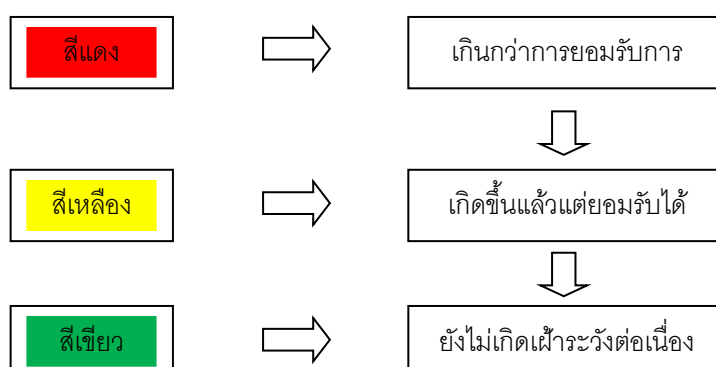 สีแดง
เกินกว่าการยอมรับการ
สีเหลือง
เกิดขึ้นแล้วแต่ยอมรับได้
สีเขียว
ยังไม่เกิดเฝ้าระวังต่อเนื่อง